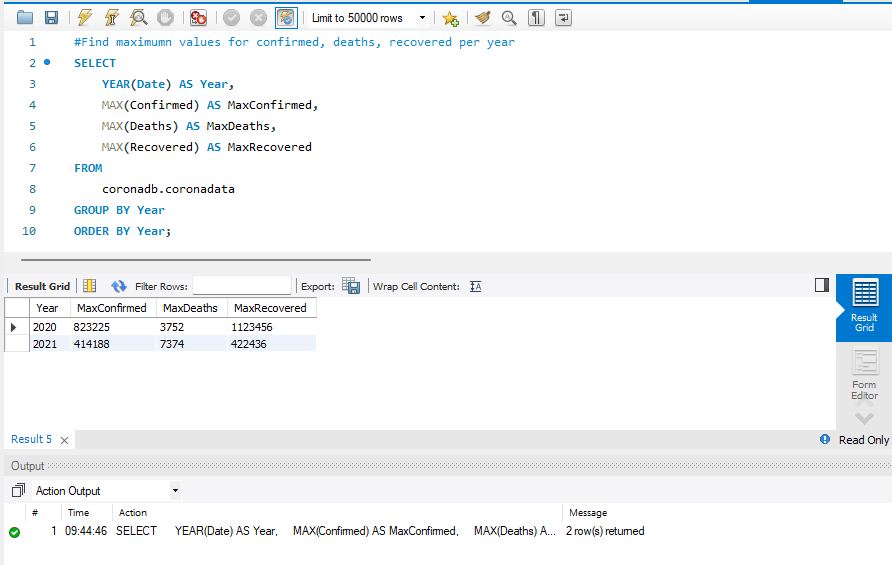 Limit to 50000 rows
1 #Find maximumn values for confirmed, deaths, recovered per year
2 SELECT
3 YEAR(Date) AS Year,
4 MAX(Confirmed) AS MaxConfirmed,
5 MAX(Deaths) AS MaxDeaths,
6 MAX(Recovered) AS MaxRecovered
7 FROM
8 coronadb.coronadata
9 GROUP BY Year
10 ORDER BY Year;
Result Grid Filter Rows: Export: Wrap Cell Content:
Year MaxConfirmed MaxDeaths MaxRecovered
2020 823225 3752 1123456
2021 414188 7374 422436
Result
Grid
Form
Editor
Result 5 Read Only
Output
Action Output
# Time Action Message
1 09:44:46 SELECT YEAR(Date) AS Year, MAX(Confirmed) AS MaxConfirmed, MAX(Deaths) A... 2 row(s) returned